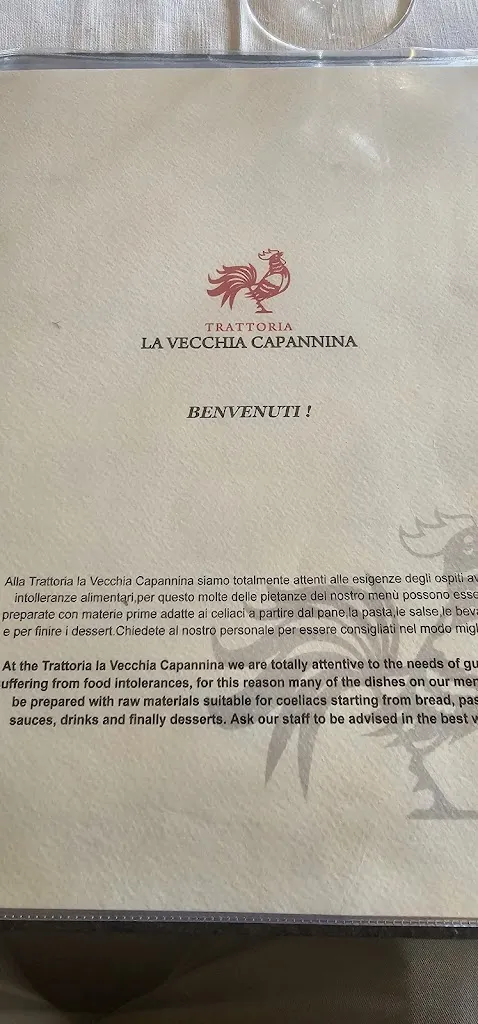 TRATTORIA
LA VECCHIA CAPANNINA
BENVENUTI !
Alla Trattoria la Vecchia Capannina siamo totalmente attenti alle esigenze degli ospiti
intolleranze alimentari,per questo molte delle pietanze del nostro menù possono
preparate con materie prime adatte ai celiaci a partire dal pane,la pasta,le salse,le
e per finire i dessert.Chiedete al nostro personale per essere consigliati nel modo
At the Trattoria la Vecchia Capannina we are totally attentive to the needs of
suffering from food intolerances, for this reason many of the dishes on our
be prepared with raw materials suitable for coeliacs starting from bread,
sauces, drinks and finally desserts. Ask our staff to be advised in the best